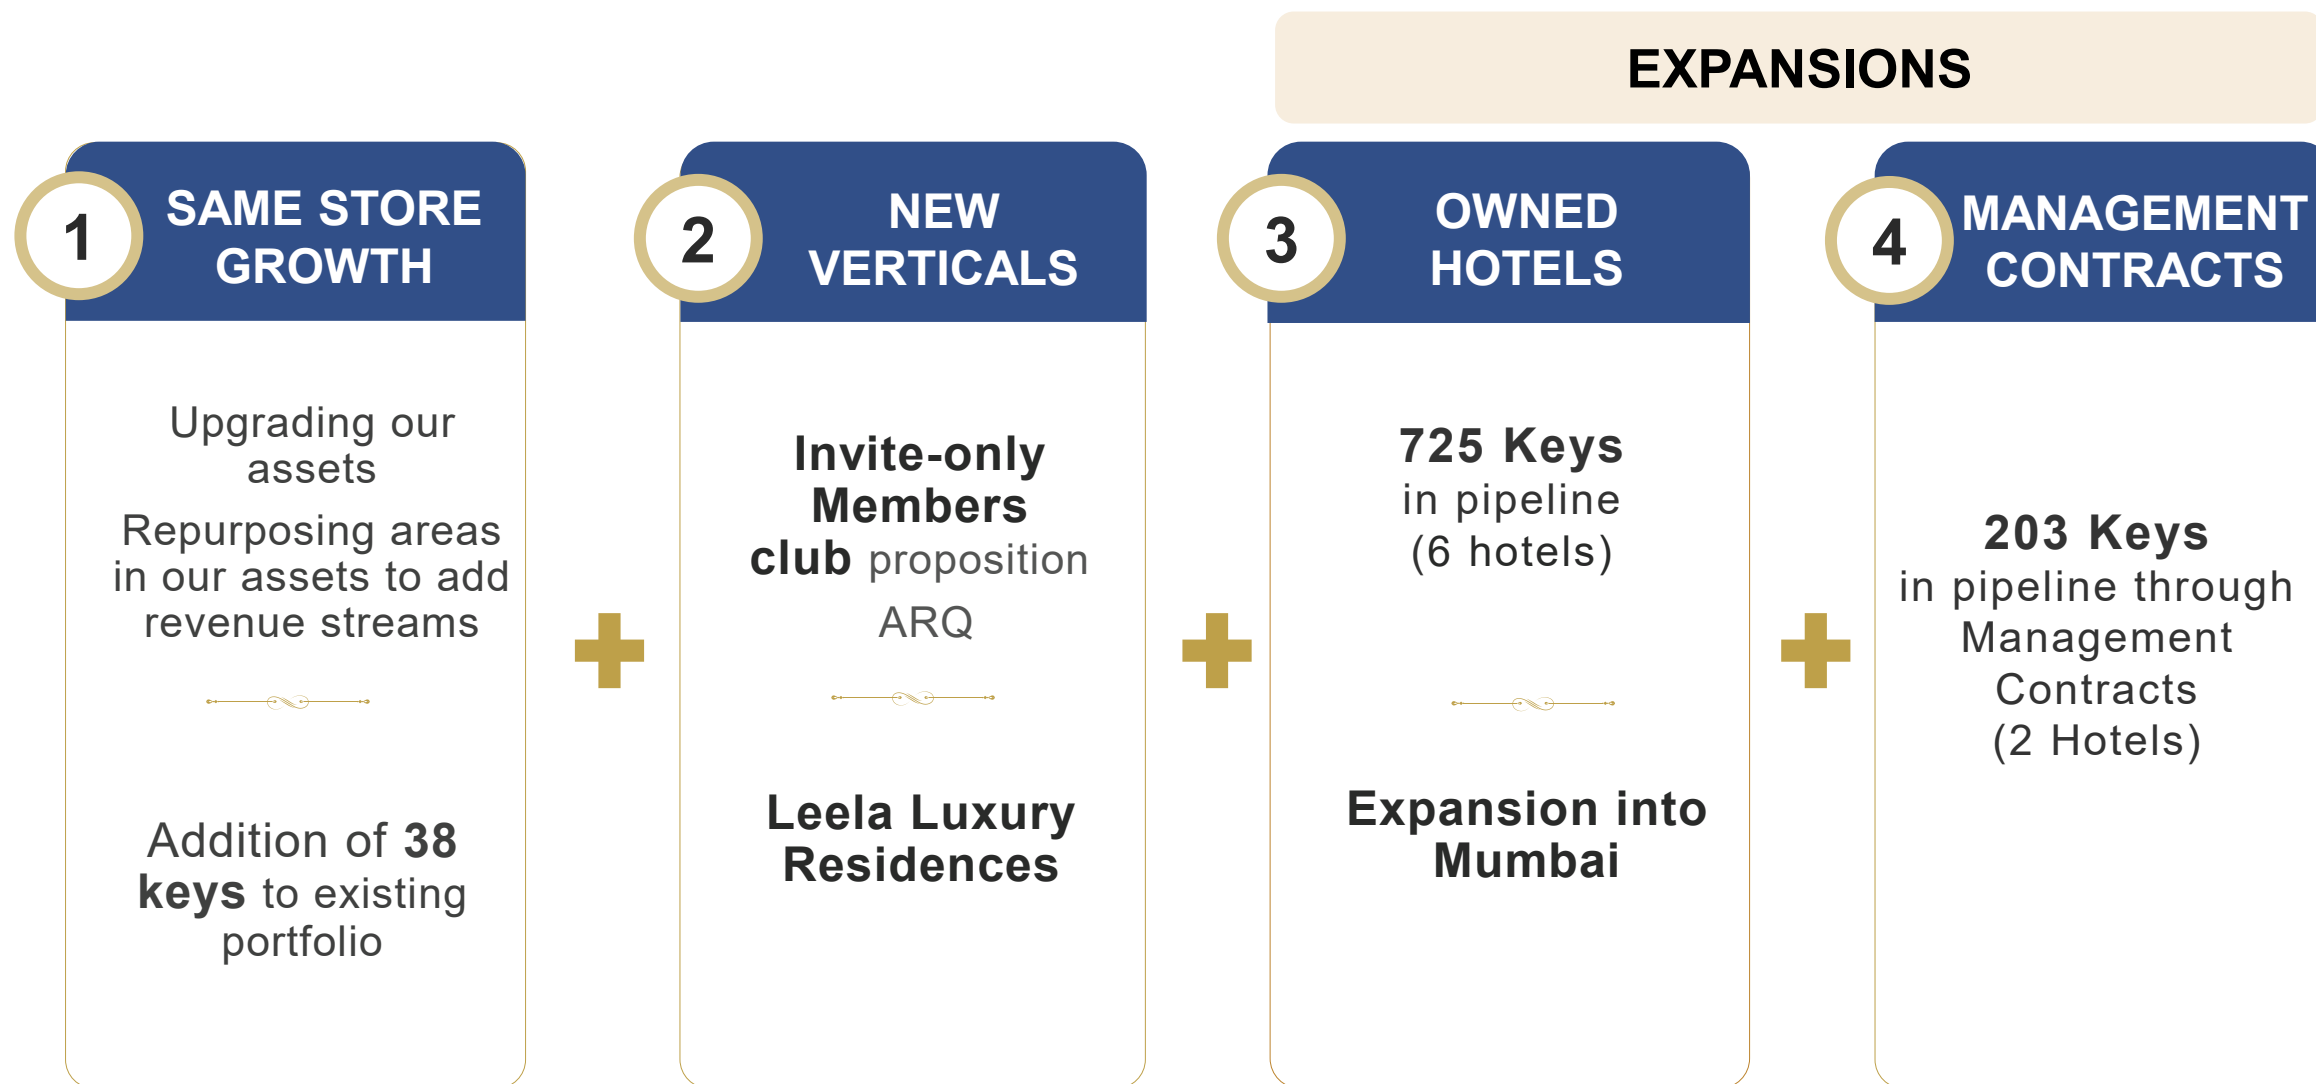 EXPANSIONS
1
SAME STORE
GROWTH
Upgrading our
assets
Repurposing areas
in our assets to add
revenue streams
Addition of 38
keys to existing
portfolio
2
NEW
VERTICALS
Invite-only
Members
club proposition
ARQ
Leela Luxury
Residences
3
OWNED
HOTELS
725 Keys
in pipeline
(6 hotels)
Expansion into
Mumbai
4
MANAGEMENT
CONTRACTS
203 Keys
in pipeline through
Management
Contracts
(2 Hotels)